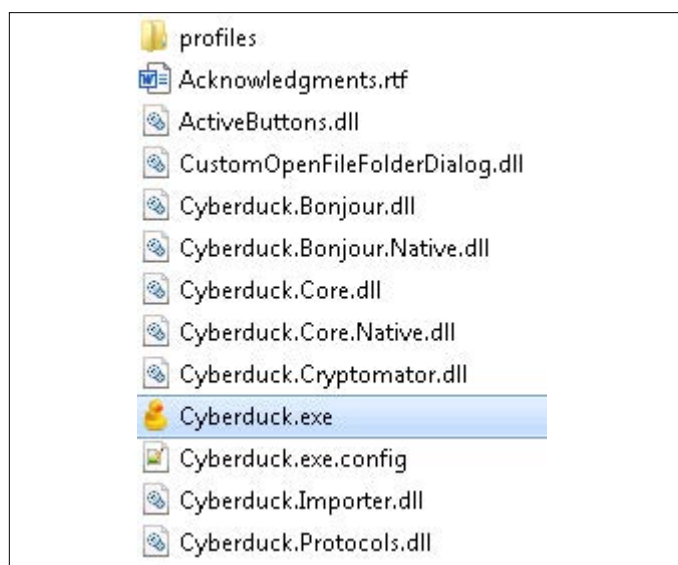 profiles
Acknowledgments.rtf
ActiveButtons.dll
CustomOpenFileFolderDialog.dll
Cyberduck.Bonjour.dll
Cyberduck.Bonjour.Native.dll
Cyberduck.Core.dll
Cyberduck.Core.Native.dll
Cyberduck.Cryptomator.dll
Cyberduck.exe
Cyberduck.exe.config
Cyberduck.Importer.dll
Cyberduck.Protocols.dll